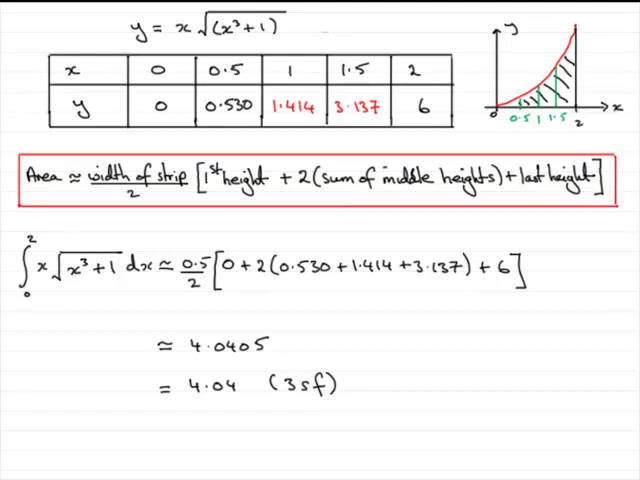 y = x√(x³+1)
y
x 0 0.5 1 1.5 2
y 0 0.530 1.414 3.137 6
0 0.5 1 1.5 2 x
Area ≈ width of strip/2 [1st height + 2(sum of middle heights) + last height]
∫₀² x√(x³+1) dx ≃ 0.5/2 [0 + 2(0.530 + 1.414 + 3.137) + 6]
≃ 4.0405
= 4.04 (3sf)